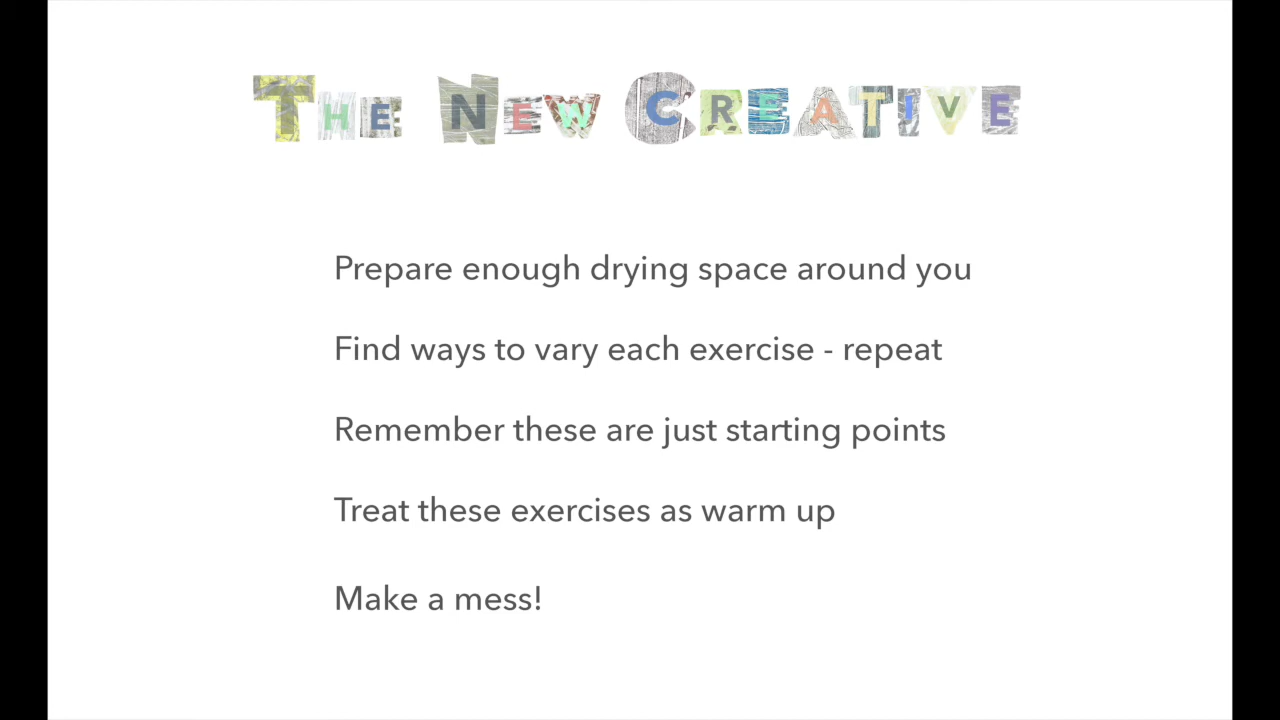 THE NEW CREATIVE
Prepare enough drying space around you
Find ways to vary each exercise - repeat
Remember these are just starting points
Treat these exercises as warm up
Make a mess!